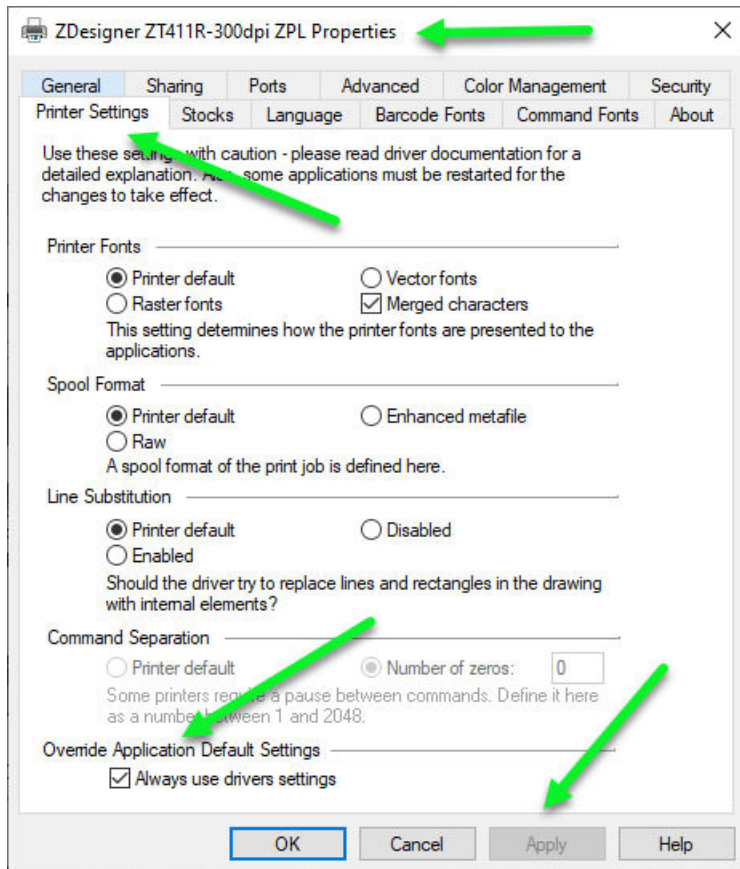 ZDesigner ZT411R-300dpi ZPL Properties
General Sharing Ports Advanced Color Management Security
Printer Settings Stocks Language Barcode Fonts Command Fonts About
Use these settings with caution - please read driver documentation for a
detailed explanation. Also, some applications must be restarted for the
changes to take effect.
Printer Fonts
Printer default Vector fonts
Raster fonts Merged characters
This setting determines how the printer fonts are presented to the
applications.
Spool Format
Printer default Enhanced metafile
Raw
A spool format of the print job is defined here.
Line Substitution
Printer default Disabled
Enabled
Should the driver try to replace lines and rectangles in the drawing
with internal elements?
Command Separation
Printer default Number of zeros: 0
Some printers require a pause between commands. Define it here
as a number between 1 and 2048.
Override Application Default Settings
Always use drivers settings
OK Cancel Apply Help